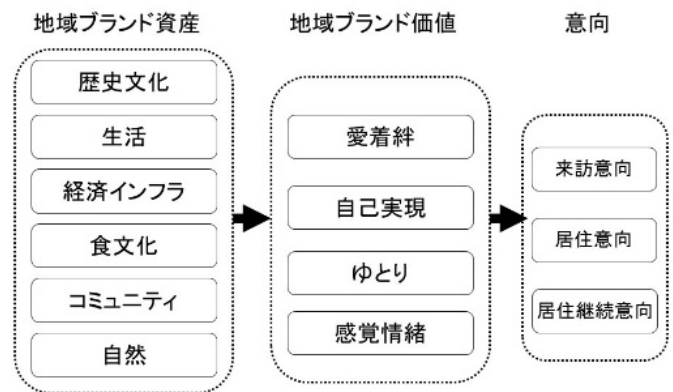 地域ブランド資産
歴史文化
生活
経済インフラ
食文化
コミュニティ
自然
地域ブランド価値
愛着絆
自己実現
ゆとり
感覚情緒
意向
来訪意向
居住意向
居住継続意向